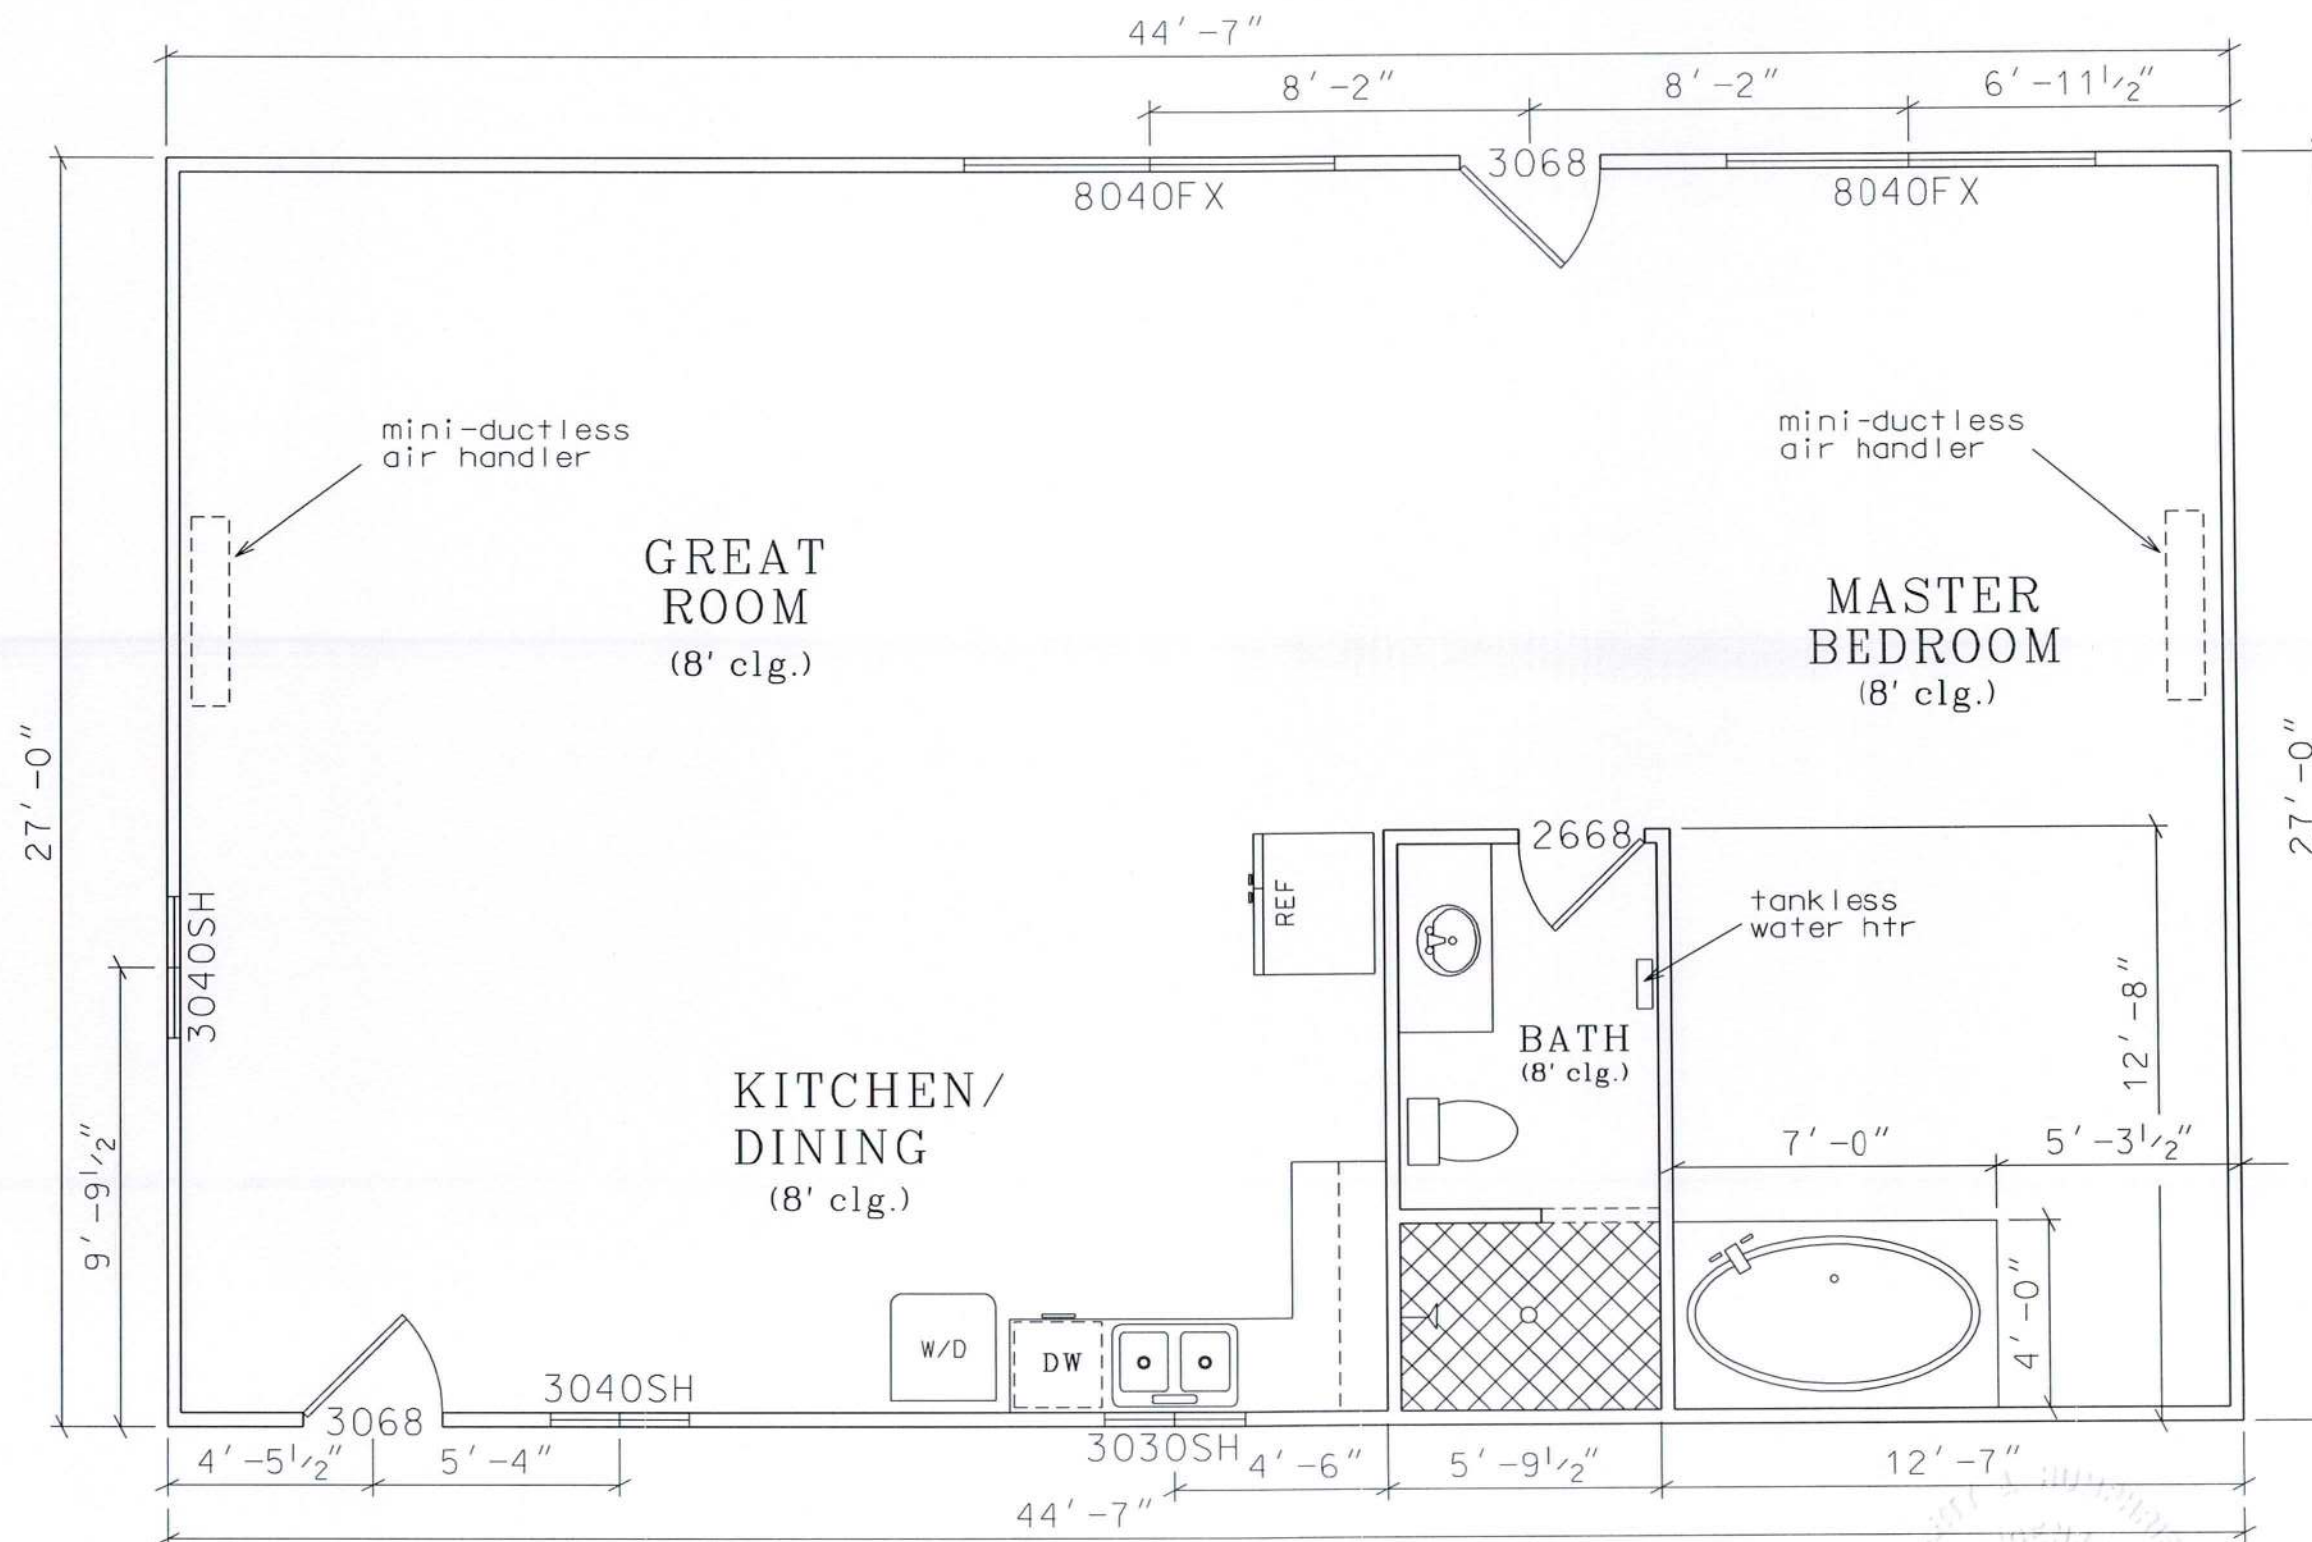 44'-7"
8'-2"
8'-2"
6'-11½"
3068
8040FX
8040FX
mini-ductless
air handler
mini-ductless
air handler
GREAT
ROOM
(8' clg.)
MASTER
BEDROOM
(8' clg.)
27'-0"
27'-0"
2668
REF
tankless
water htr
3040SH
12'-8"
BATH
(8' clg.)
KITCHEN/
DINING
(8' clg.)
9'-9½"
7'-0"
5'-3½"
4'-0"
W/D
DW
3040SH
3068
3030SH
4'-5½"
5'-4"
4'-6"
5'-9½"
12'-7"
44'-7"